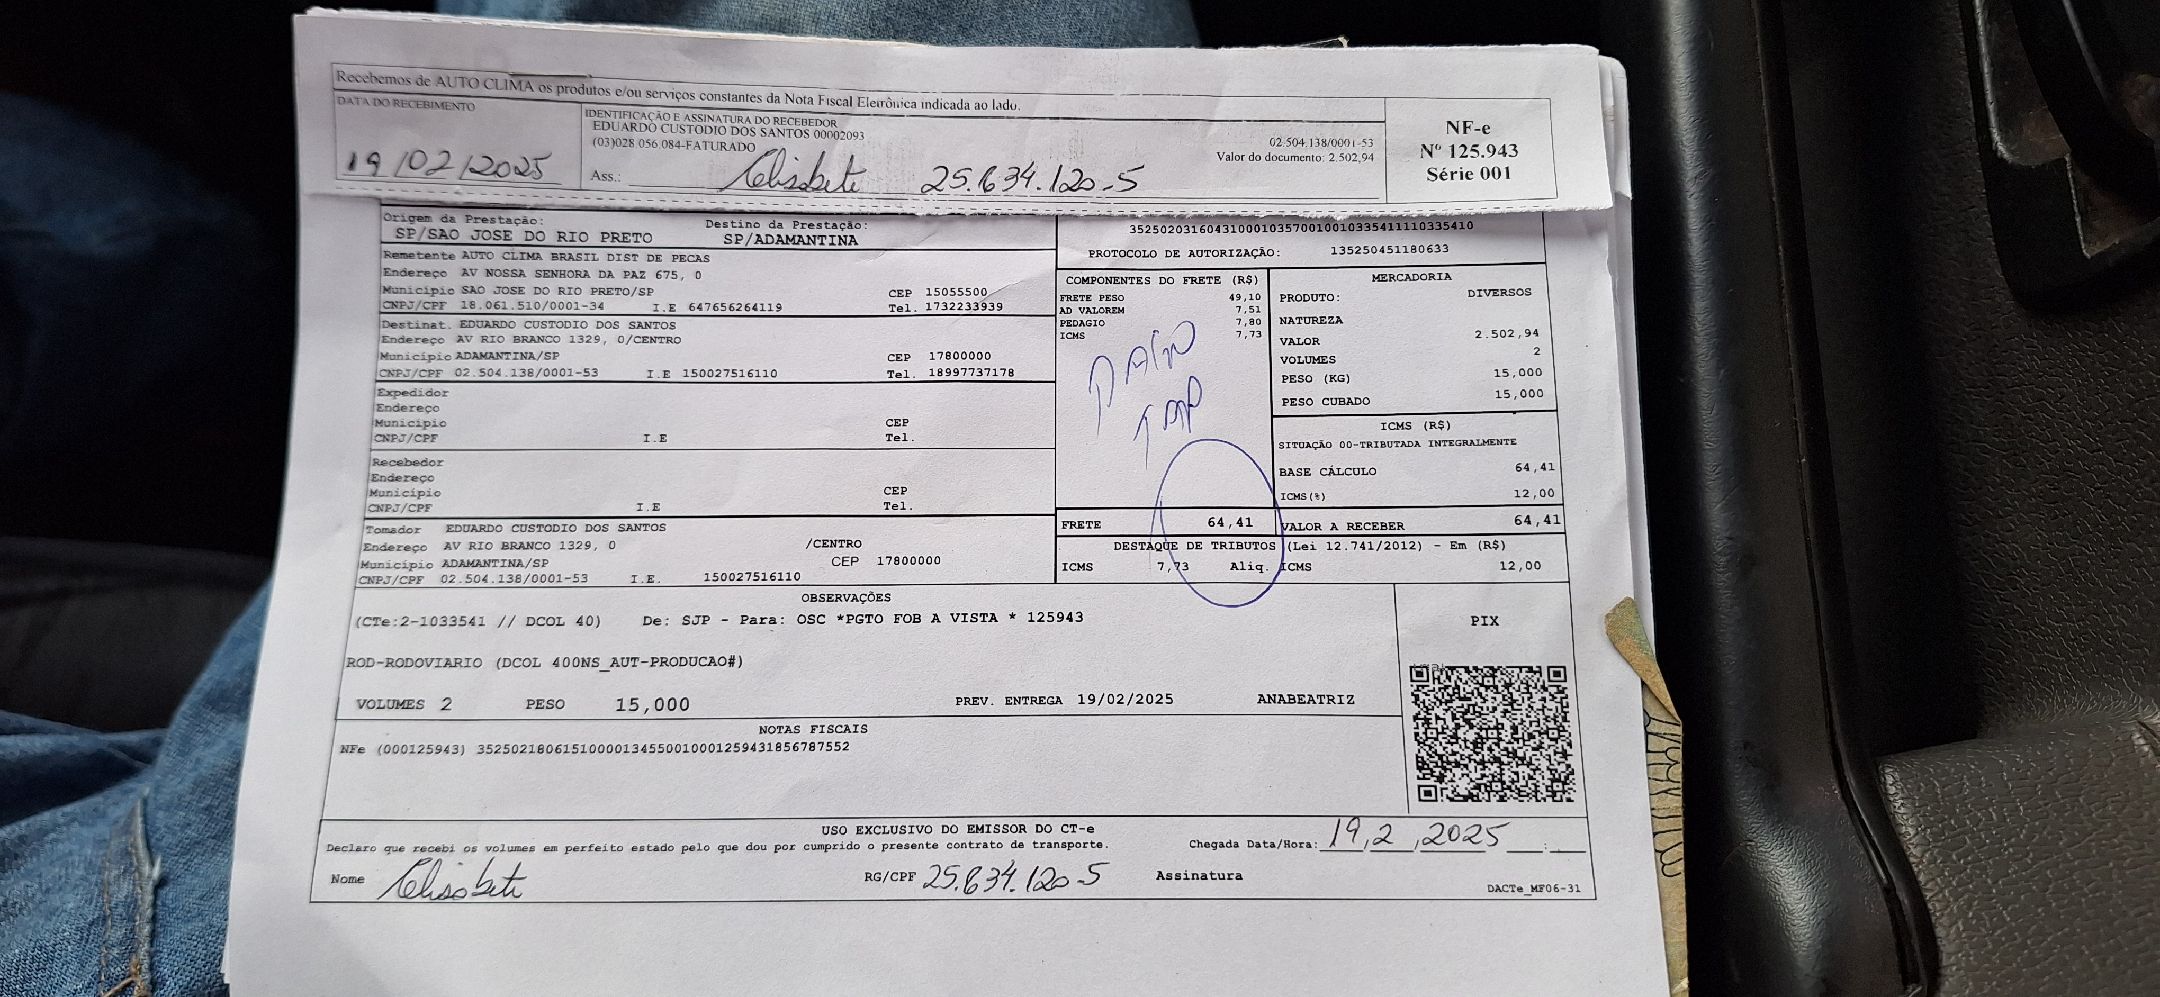 Recebemos de AUTO CLIMA os produtos e/ou serviços constantes da Nota Fiscal Eletrônica indicada ao lado.
DATA DO RECEBIMENTO
19/02/2025
IDENTIFICAÇÃO E ASSINATURA DO RECEBEDOR
EDUARDO CUSTODIO DOS SANTOS 00002093
(03)028.056.084-FATURADO
02.504.138/0001-53
Valor do documento: 2.502,94
Ass.: Elisabete 25.634.120-5
NF-e
Nº 125.943
Série 001
Origem da Prestação:
SP/SAO JOSE DO RIO PRETO
Destino da Prestação:
SP/ADAMANTINA
35250203160431000103570010010335411110335410
PROTOCOLO DE AUTORIZAÇÃO: 135250451180633
Remetente AUTO CLIMA BRASIL DIST DE PECAS
Endereço AV NOSSA SENHORA DA PAZ 675, 0
Município SAO JOSE DO RIO PRETO/SP CEP 15055500
CNPJ/CPF 18.061.510/0001-34 I.E 647656264119 Tel. 1732233939
Destinat. EDUARDO CUSTODIO DOS SANTOS
Endereço AV RIO BRANCO 1329, 0/CENTRO
Município ADAMANTINA/SP CEP 17800000
CNPJ/CPF 02.504.138/0001-53 I.E 150027516110 Tel. 18997737178
Expedidor
Endereço
Município CEP
CNPJ/CPF I.E Tel.
Recebedor
Endereço
Município CEP
CNPJ/CPF I.E Tel.
Tomador EDUARDO CUSTODIO DOS SANTOS
Endereço AV RIO BRANCO 1329, 0 /CENTRO
Município ADAMANTINA/SP CEP 17800000
CNPJ/CPF 02.504.138/0001-53 I.E. 150027516110
COMPONENTES DO FRETE (R$)
FRETE PESO 49,10
AD VALOREM 7,51
PEDAGIO 7,80
ICMS 7,73
FRETE 64,41
MERCADORIA
PRODUTO: DIVERSOS
NATUREZA
VALOR 2.502,94
VOLUMES 2
PESO (KG) 15,000
PESO CUBADO 15,000
ICMS (R$)
SITUAÇÃO 00-TRIBUTADA INTEGRALMENTE
BASE CÁLCULO 64,41
ICMS(%) 12,00
VALOR A RECEBER 64,41
DESTAQUE DE TRIBUTOS (Lei 12.741/2012) - Em (R$)
ICMS 7,73 Aliq. ICMS 12,00
OBSERVAÇÕES
(CTe:2-1033541 // DCOL 40) De: SJP - Para: OSC *PGTO FOB A VISTA * 125943
ROD-RODOVIARIO (DCOL 400NS_AUT-PRODUCAO#)
VOLUMES 2 PESO 15,000 PREV. ENTREGA 19/02/2025 ANABEATRIZ
PIX
NOTAS FISCAIS
NFe (000125943) 35250218061510000134550010001259431856787552
USO EXCLUSIVO DO EMISSOR DO CT-e
Declaro que recebi os volumes em perfeito estado pelo que dou por cumprido o presente contrato de transporte.
Chegada Data/Hora: 19,2,2025 __:__
Nome Elisabete RG/CPF 25.634.120-5 Assinatura
DACTe_MF06-31